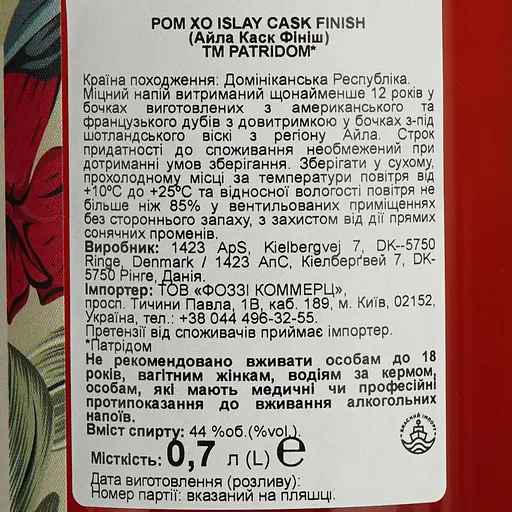 РОМ XO ISLAY CASK FINISH
(Айла Каск Фініш)
TM PATRIDOM*
Країна походження: Домініканська Республіка.
Міцний напій витриманий щонайменше 12 років у
бочках виготовлених з американського та
французького дубів з довитримкою у бочках з-під
шотландського віскі з регіону Айла. Строк
придатності до споживання необмежений при
дотриманні умов зберігання. Зберігати у сухому,
прохолодному місці за температури повітря від
+10°С до +25°С та відносної вологості повітря не
більше ніж 85% у вентильованих приміщеннях
без стороннього запаху, з захистом від дії прямих
сонячних променів.
Виробник: 1423 ApS, Kielbergvej 7, DK--5750
Ringe, Denmark / 1423 АпС, Кіелберґвей 7, DK-
5750 Рінге, Данія.
Імпортер: ТОВ «ФОЗЗІ КОММЕРЦ»,
просп. Тичини Павла, 1В, каб. 189, м. Київ, 02152,
Україна, тел.: +38 044 496-32-55.
Претензії від споживачів приймає імпортер.
*Патрідом
Не рекомендовано вживати особам до 18
років, вагітним жінкам, водіям за кермом,
особам, які мають медичні чи професійні
протипоказання до вживання алкогольних
напоїв.
Вміст спирту: 44 %об.(%vol.)
Місткість: 0,7 л (L) e
Дата виготовлення (розливу):
Номер партії: вказаний на пляшці.
ВЛАСНИЙ ІМПОРТ